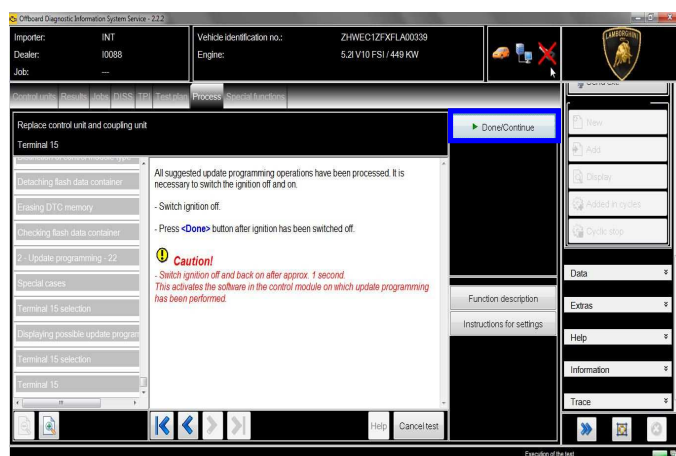 Offboard Diagnostic Information System Service - 2.2.2
Importer: INT
Dealer: I0088
Job: ---
Vehicle identification no.: ZHWEC1ZFXFLA00339
Engine: 5.2l V10 FSI / 449 KW
LAMBORGHINI
Control units Results Jobs DISS TPI Test plan Process Special functions
Replace control unit and coupling unit
Terminal 15
Done/Continue
Detaching flash data container
Erasing DTC memory
Checking flash data container
2 - Update programming - 22
Special cases
Terminal 15 selection
Displaying possible update program
Terminal 15 selection
Terminal 15
All suggested update programming operations have been processed. It is
necessary to switch the ignition off and on.
- Switch ignition off.
- Press <Done> button after ignition has been switched off.
Caution!
- Switch ignition off and back on after approx. 1 second.
This activates the software in the control module on which update programming
has been performed.
Function description
Instructions for settings
Help
Cancel test
New
Add
Display
Added in cycles
Cyclic stop
Data
Extras
Help
Information
Trace
Execution of the test